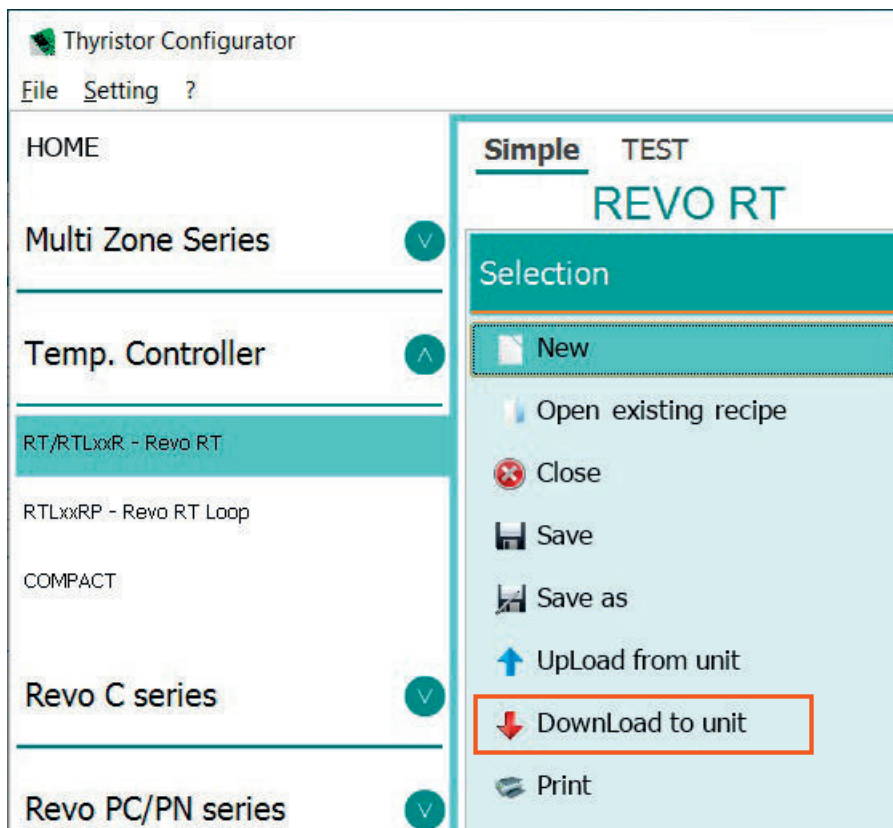 Thyristor Configurator
File Setting ?
HOME
Multi Zone Series
Temp. Controller
RT/RTLxxR - Revo RT
RTLxxRP - Revo RT Loop
COMPACT
Revo C series
Revo PC/PN series
Simple TEST
REVO RT
Selection
New
Open existing recipe
Close
Save
Save as
UpLoad from unit
DownLoad to unit
Print